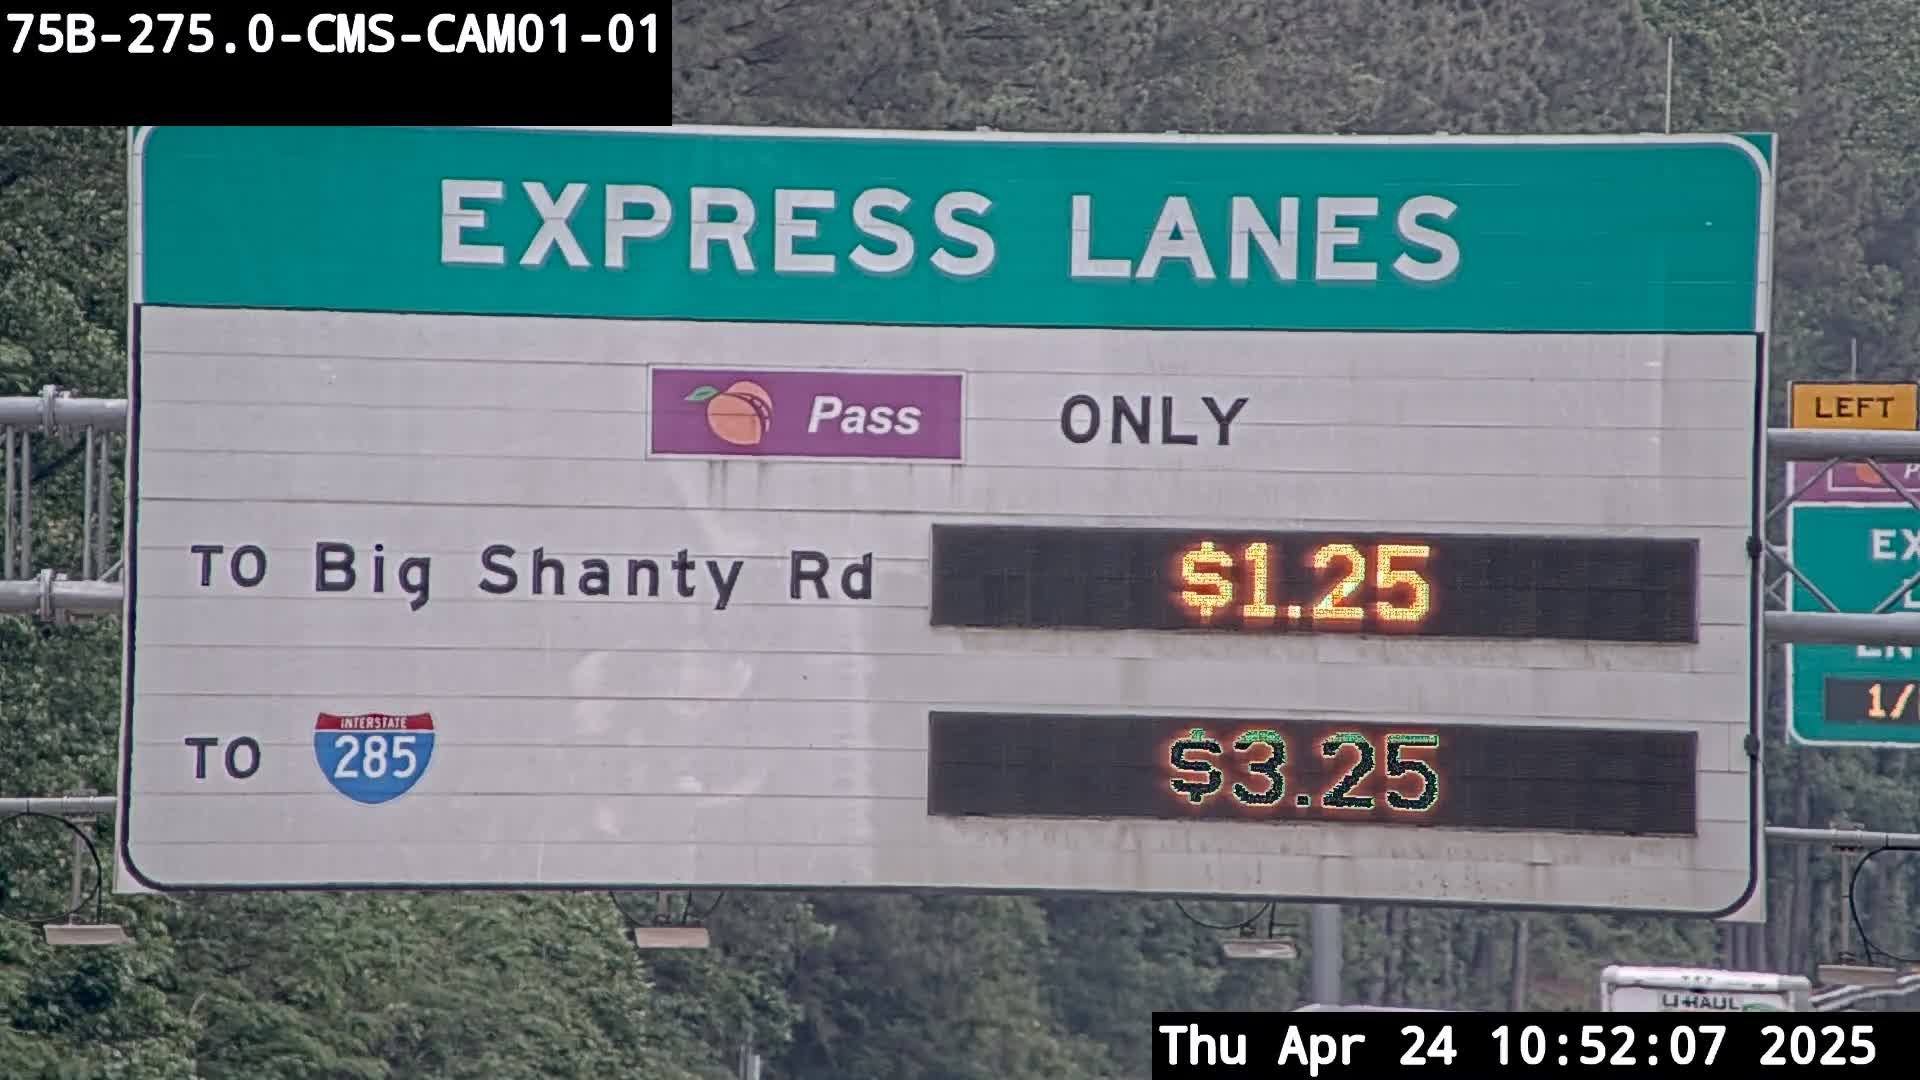 75B-275.0-CMS-CAM01-01
EXPRESS LANES
Pass ONLY
LEFT
TO Big Shanty Rd $1.25
TO INTERSTATE 285 $3.25
1/
U-HAUL
Thu Apr 24 10:52:07 2025